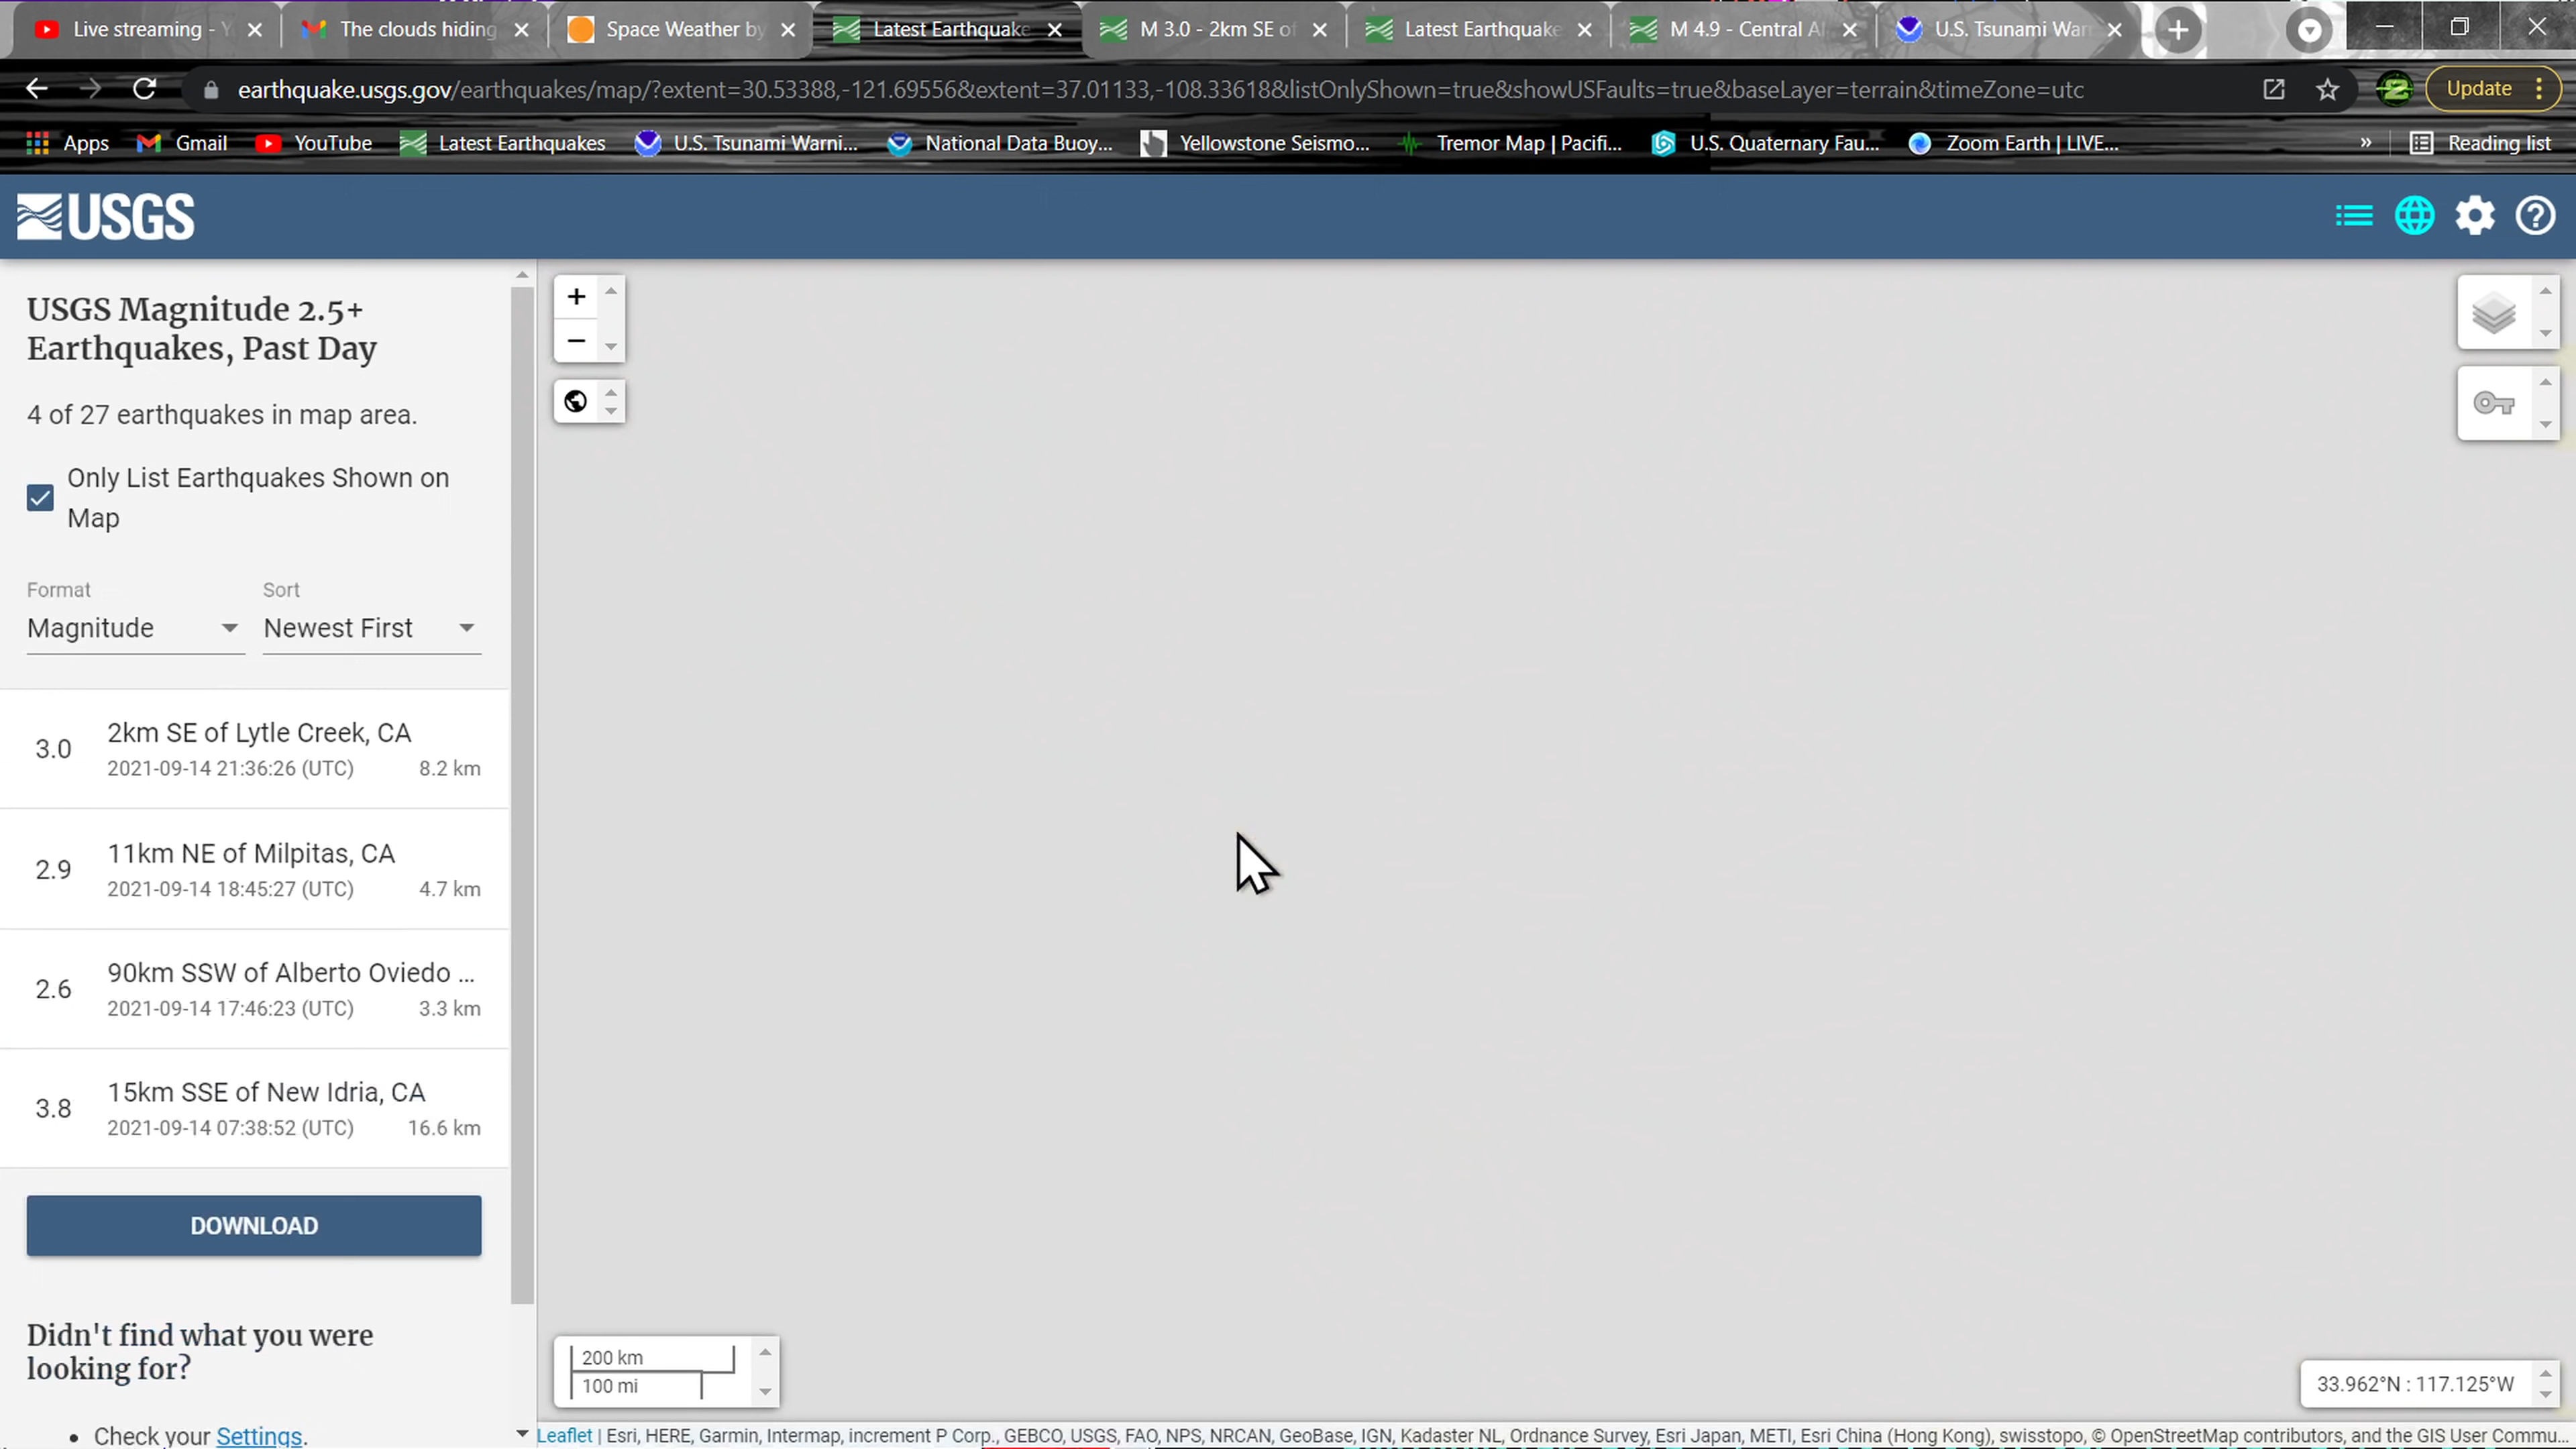 Live streaming - Y
The clouds hiding
Space Weather by
Latest Earthquake
M 3.0 - 2km SE of
Latest Earthquake
M 4.9 - Central Al
U.S. Tsunami War
earthquake.usgs.gov/earthquakes/map/?extent=30.53388,-121.69556&extent=37.01133,-108.33618&listOnlyShown=true&showUSFaults=true&baseLayer=terrain&timeZone=utc
Update
Apps
Gmail
YouTube
Latest Earthquakes
U.S. Tsunami Warni...
National Data Buoy...
Yellowstone Seismo...
Tremor Map | Pacifi...
U.S. Quaternary Fau...
Zoom Earth | LIVE...
»
Reading list
USGS
USGS Magnitude 2.5+
Earthquakes, Past Day
4 of 27 earthquakes in map area.
Only List Earthquakes Shown on
Map
Format
Sort
Magnitude
Newest First
3.0
2km SE of Lytle Creek, CA
2021-09-14 21:36:26 (UTC)
8.2 km
2.9
11km NE of Milpitas, CA
2021-09-14 18:45:27 (UTC)
4.7 km
2.6
90km SSW of Alberto Oviedo ...
2021-09-14 17:46:23 (UTC)
3.3 km
3.8
15km SSE of New Idria, CA
2021-09-14 07:38:52 (UTC)
16.6 km
DOWNLOAD
Didn't find what you were
looking for?
• Check your Settings.
+
−
200 km
100 mi
33.962°N : 117.125°W
Leaflet | Esri, HERE, Garmin, Intermap, increment P Corp., GEBCO, USGS, FAO, NPS, NRCAN, GeoBase, IGN, Kadaster NL, Ordnance Survey, Esri Japan, METI, Esri China (Hong Kong), swisstopo, © OpenStreetMap contributors, and the GIS User Commu...